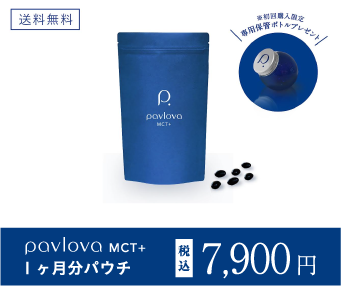 送料無料
※初回購入限定
専用保管ボトルプレゼント
pavlova
MCT+
pavlova MCT+
1ヶ月分パウチ
税込 7,900円